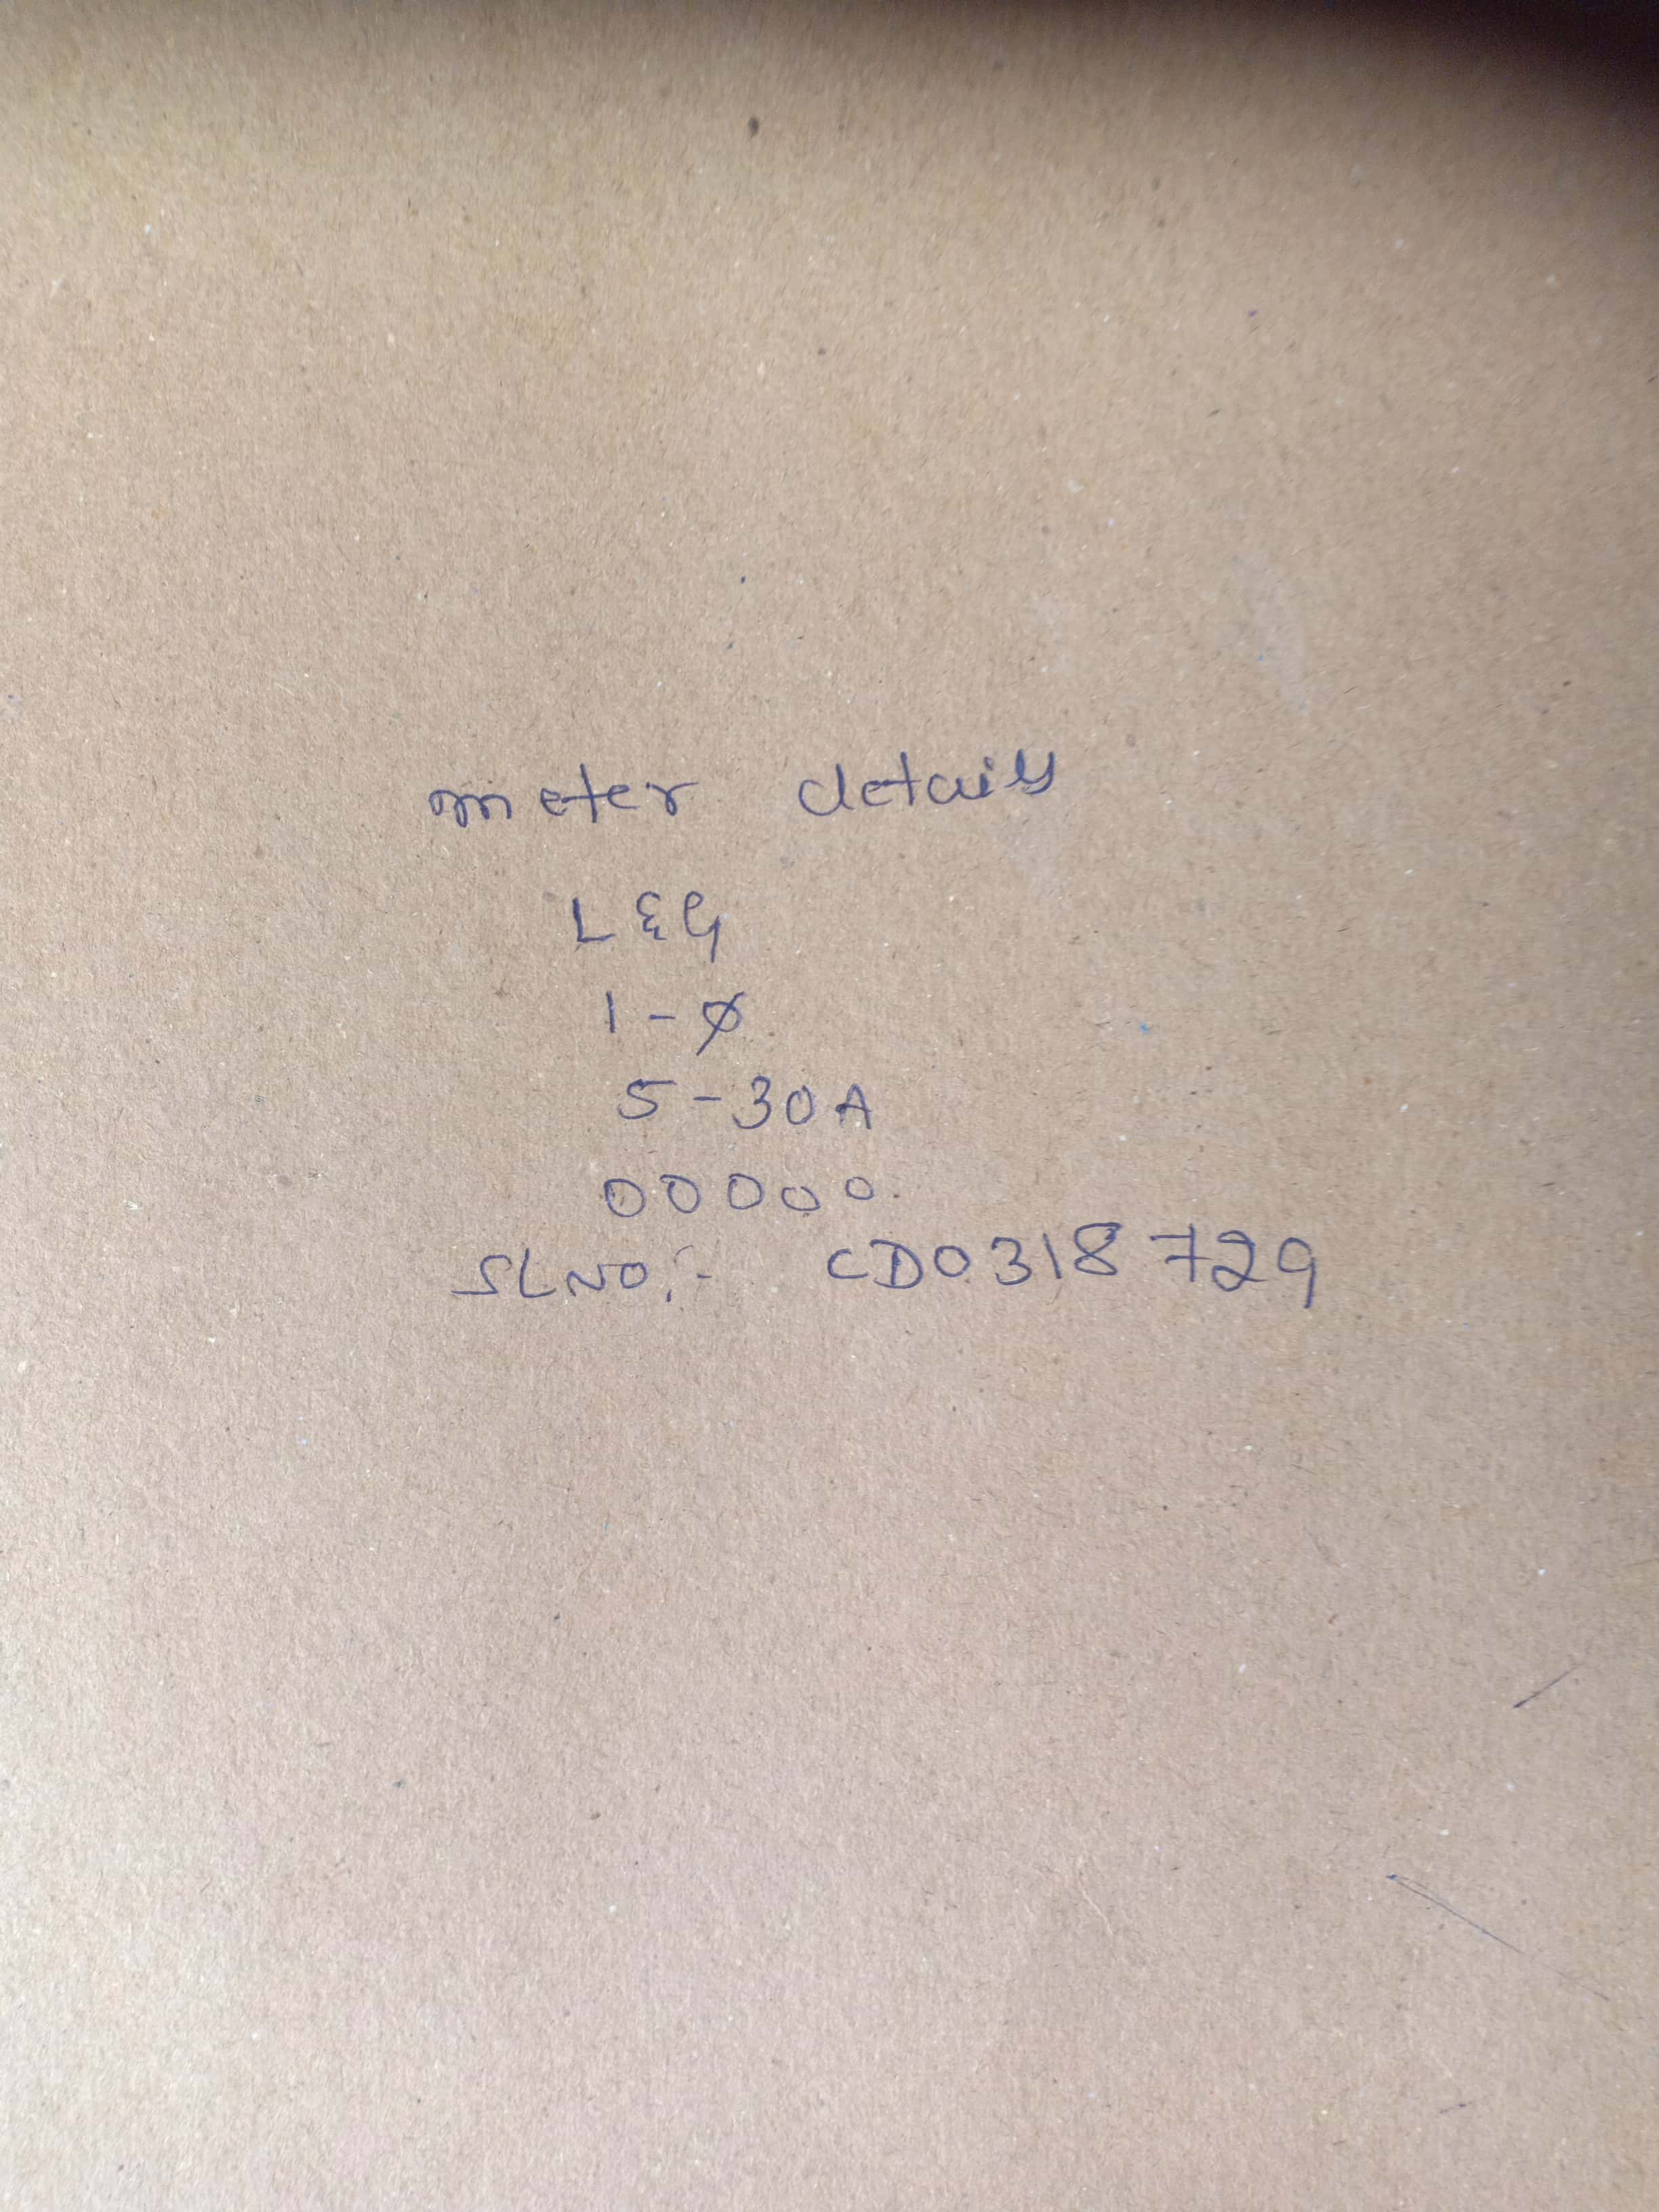 meter details
L&G
1-Ø
5-30A
00000
SLNO:- CD0318729